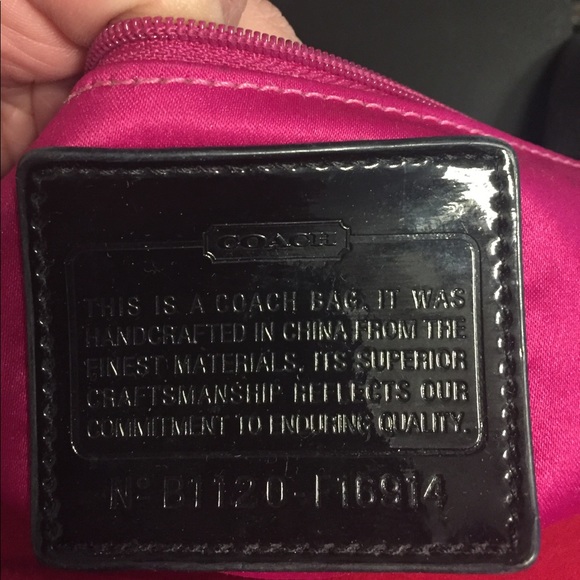 COACH
THIS IS A COACH BAG. IT WAS
HANDCRAFTED IN CHINA FROM THE
FINEST MATERIALS. ITS SUPERIOR
CRAFTSMANSHIP REFLECTS OUR
COMMITMENT TO ENDURING QUALITY.
Nº B1120-F16914